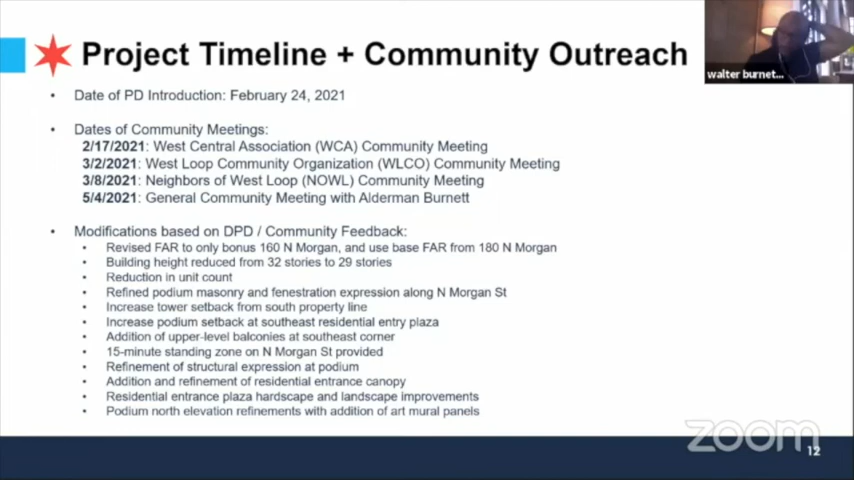 Project Timeline + Community Outreach
walter burnet...
• Date of PD Introduction: February 24, 2021
• Dates of Community Meetings:
2/17/2021: West Central Association (WCA) Community Meeting
3/2/2021: West Loop Community Organization (WLCO) Community Meeting
3/8/2021: Neighbors of West Loop (NOWL) Community Meeting
5/4/2021: General Community Meeting with Alderman Burnett
• Modifications based on DPD / Community Feedback:
• Revised FAR to only bonus 160 N Morgan, and use base FAR from 180 N Morgan
• Building height reduced from 32 stories to 29 stories
• Reduction in unit count
• Refined podium masonry and fenestration expression along N Morgan St
• Increase tower setback from south property line
• Increase podium setback at southeast residential entry plaza
• Addition of upper-level balconies at southeast corner
• 15-minute standing zone on N Morgan St provided
• Refinement of structural expression at podium
• Addition and refinement of residential entrance canopy
• Residential entrance plaza hardscape and landscape improvements
• Podium north elevation refinements with addition of art mural panels
zoom
12